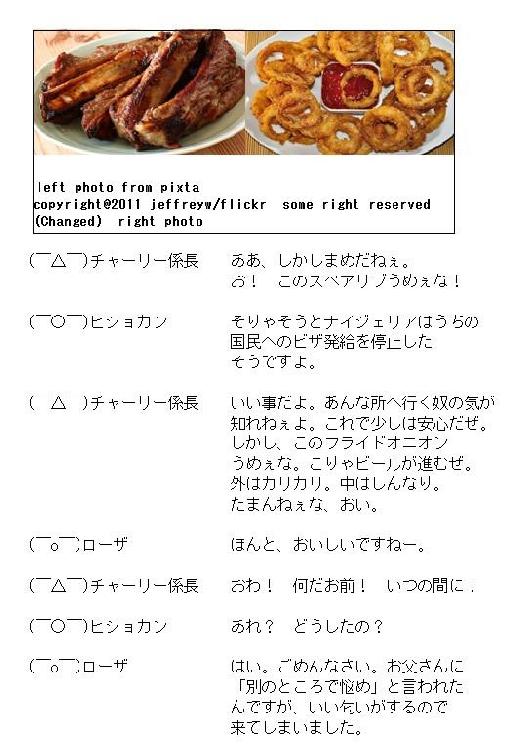 left photo from pixta
copyright@2011 jeffreyw/flickr some right reserved
(Changed) right photo
(￣△￣)チャーリー係長 ああ、しかしまめだねぇ。
お! このスペアリブうめぇな!
(￣○￣)ヒショカン そりゃそうとナイジェリアはうちの
国民へのビザ発給を停止した
そうですよ。
(　△　)チャーリー係長 いい事だよ。あんな所へ行く奴の気が
知れねぇよ。これで少しは安心だぜ。
しかし、このフライドオニオン
うめぇな。こりゃビールが進むぜ。
外はカリカリ。中はしんなり。
たまんねぇな、おい。
(￣o￣)ローザ ほんと、おいしいですねー。
(￣△￣)チャーリー係長 おわ! 何だお前! いつの間に!
(￣○￣)ヒショカン あれ? どうしたの?
(￣o￣)ローザ はい。ごめんなさい。お父さんに
「別のところで悩め」と言われた
んですが、いい匂いがするので
来てしまいました。